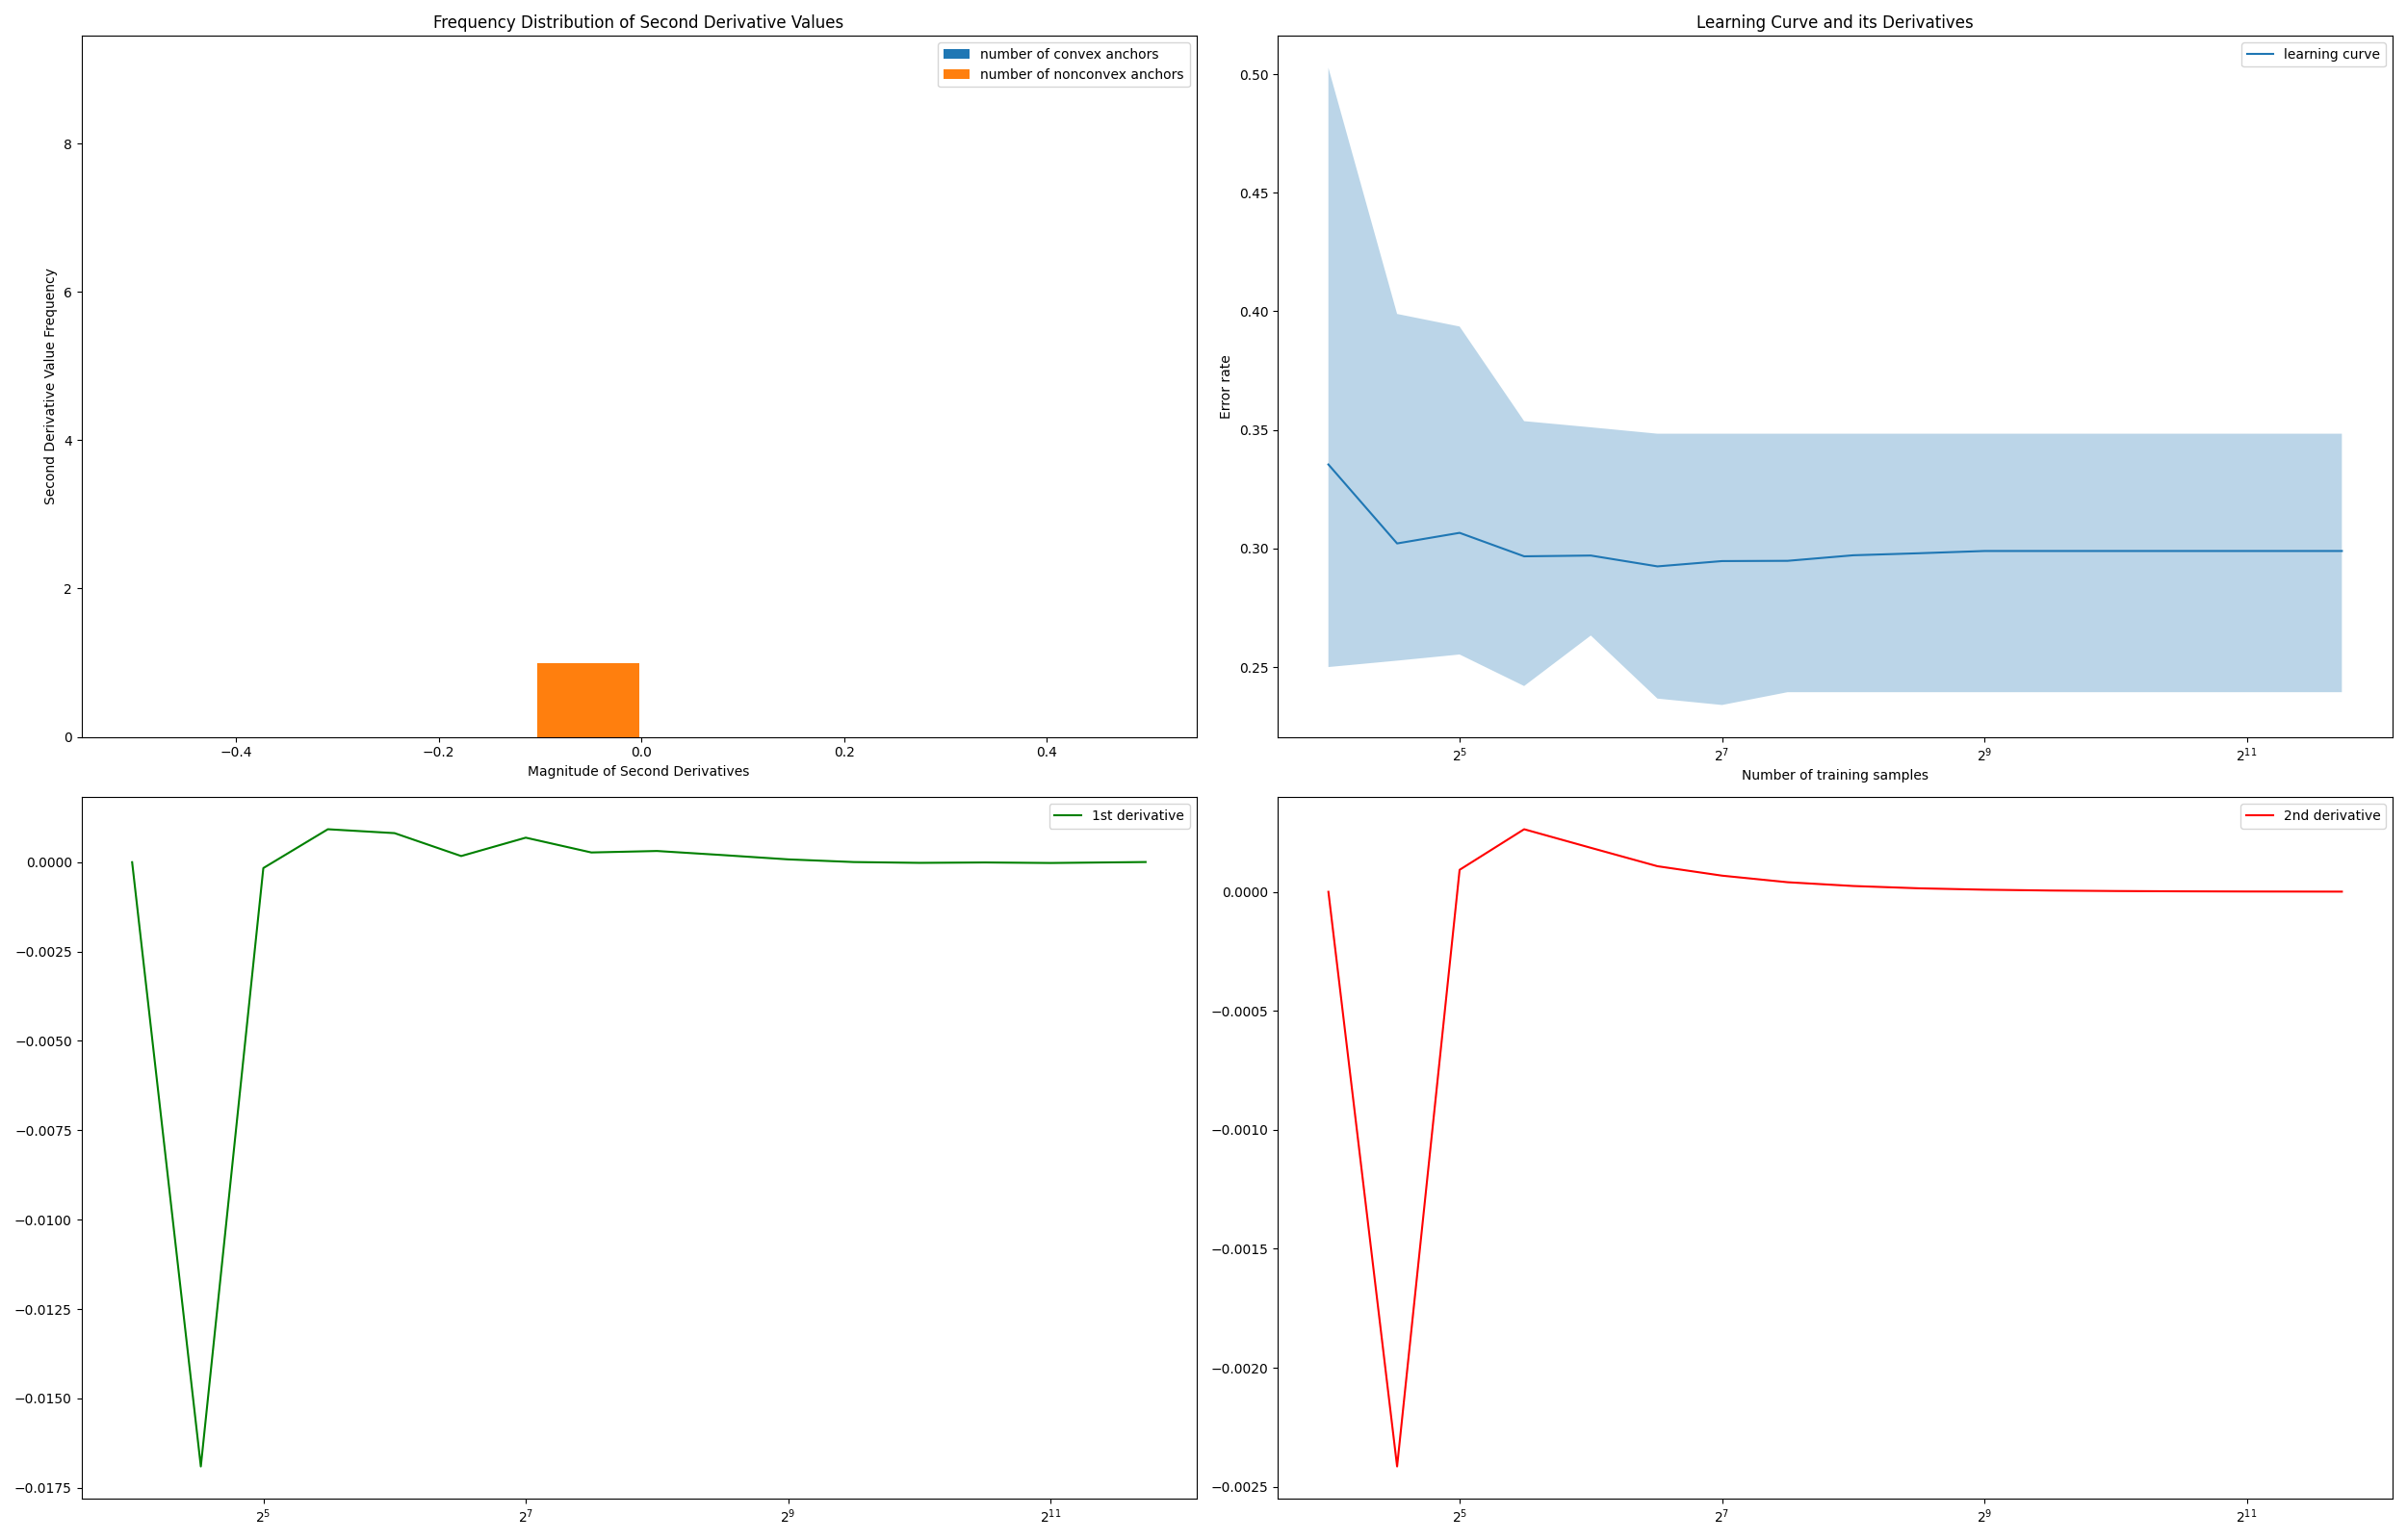 Frequency Distribution of Second Derivative Values
number of convex anchors
number of nonconvex anchors
Second Derivative Value Frequency
8
6
4
2
0
−0.4 −0.2 0.0 0.2 0.4
Magnitude of Second Derivatives
Learning Curve and its Derivatives
learning curve
Error rate
0.50
0.45
0.40
0.35
0.30
0.25
2^5 2^7 2^9 2^11
Number of training samples
1st derivative
0.0000
−0.0025
−0.0050
−0.0075
−0.0100
−0.0125
−0.0150
−0.0175
2^5 2^7 2^9 2^11
2nd derivative
0.0000
−0.0005
−0.0010
−0.0015
−0.0020
−0.0025
2^5 2^7 2^9 2^11